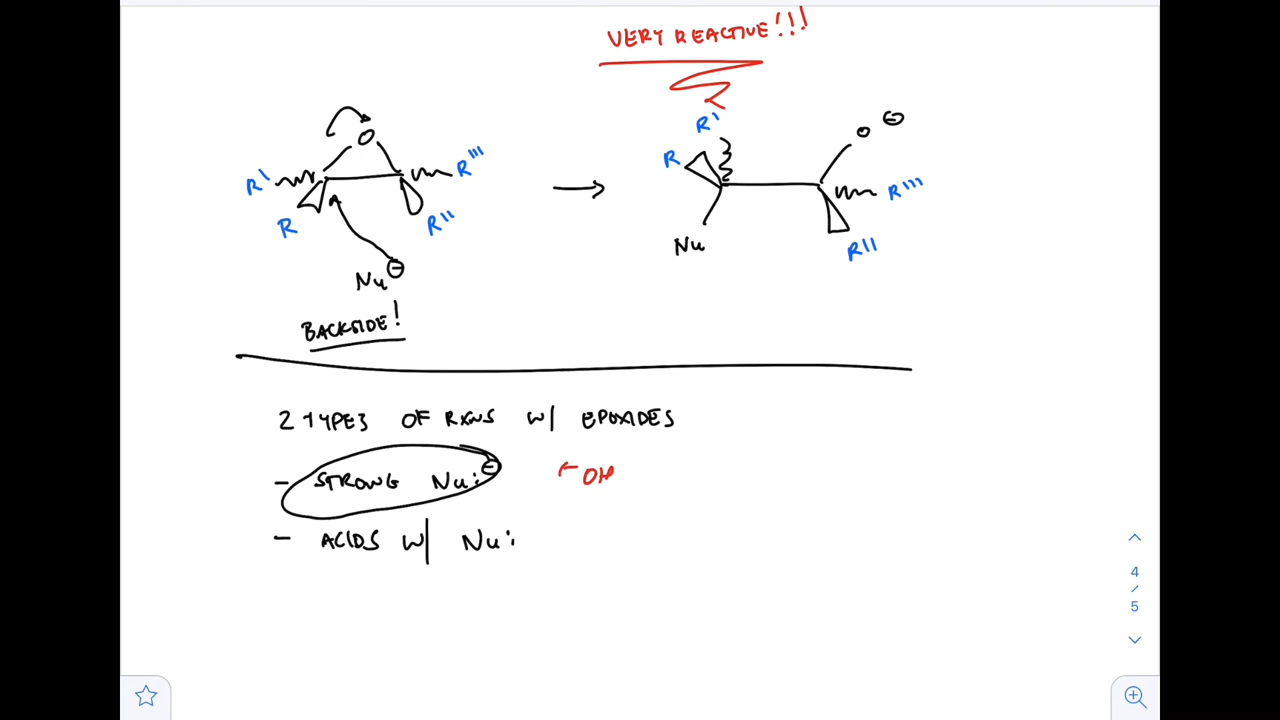 VERY REACTIVE!!!
O
R' R'''
R R''
Nu⊖
BACKSIDE!
→
R'
R
O ⊖
R'''
Nu
R''
2 TYPES OF RXNS W/ EPOXIDES
- STRONG Nu:⊖ ← OH
- ACIDS W/ Nu:
4
/
5